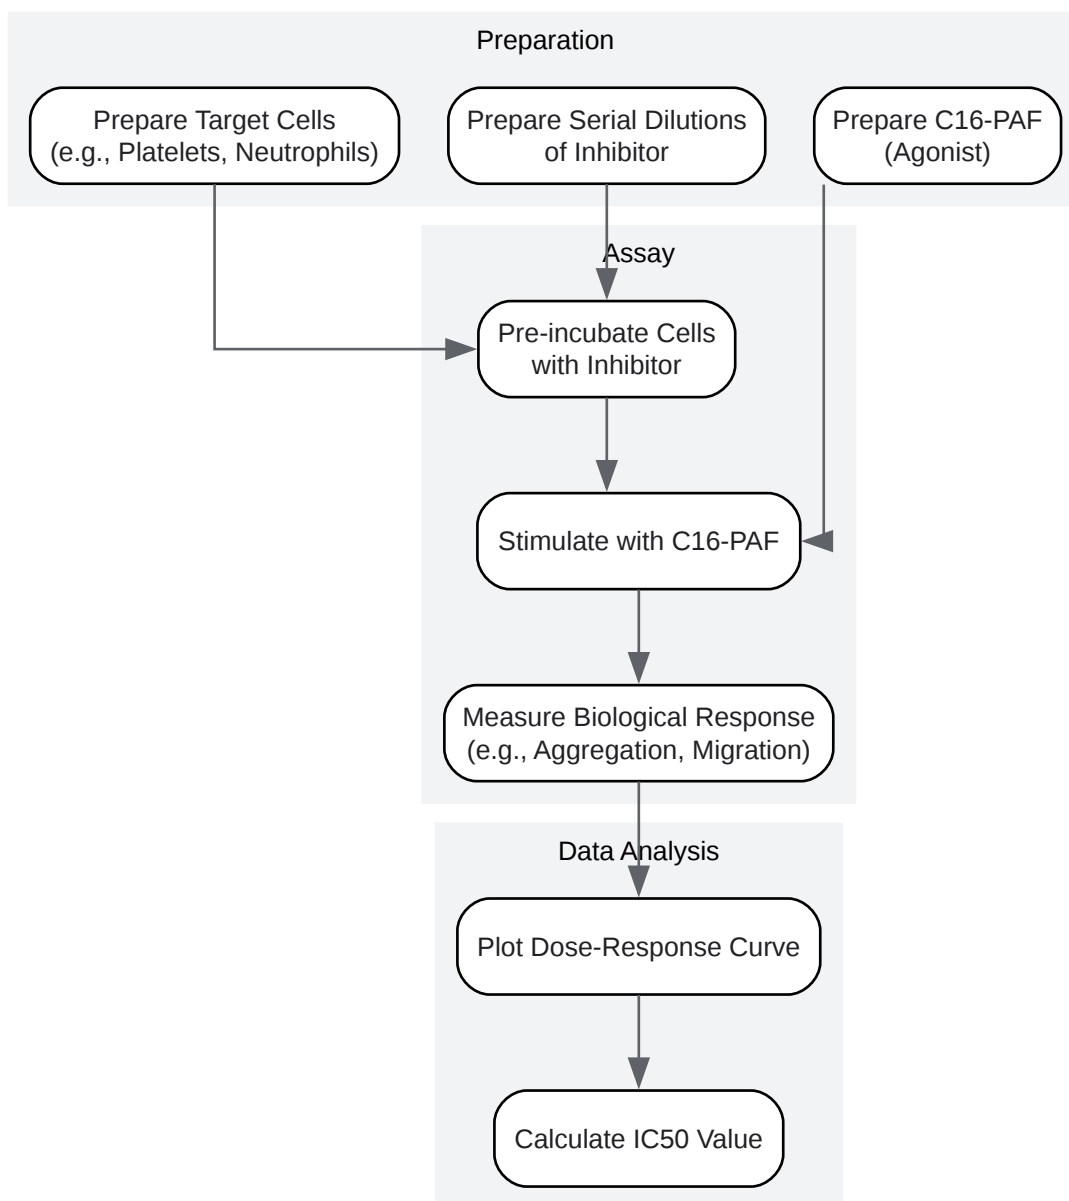 Preparation
Prepare Target Cells
(e.g., Platelets, Neutrophils)
Prepare Serial Dilutions
of Inhibitor
Prepare C16-PAF
(Agonist)
Assay
Pre-incubate Cells
with Inhibitor
Stimulate with C16-PAF
Measure Biological Response
(e.g., Aggregation, Migration)
Data Analysis
Plot Dose-Response Curve
Calculate IC50 Value